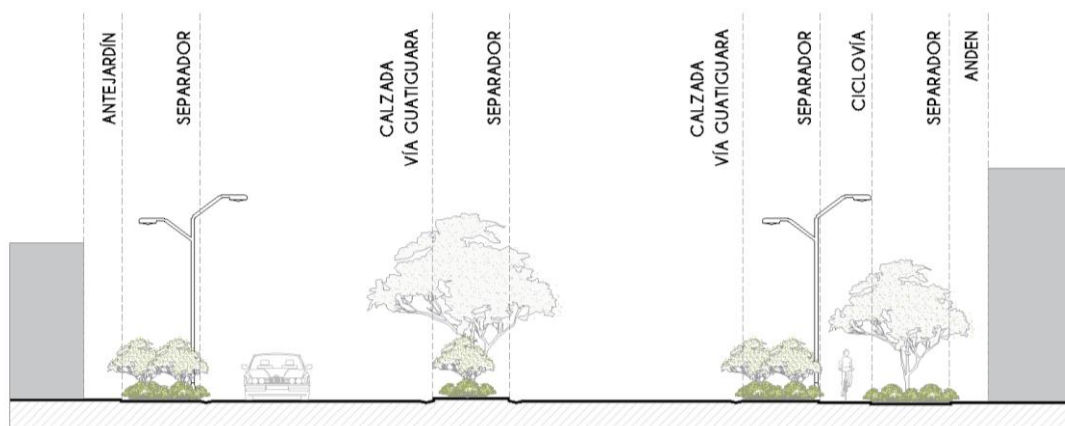 ANTEJARDÍN
SEPARADOR
CALZADA
VÍA GUATIGUARA
SEPARADOR
CALZADA
VÍA GUATIGUARA
SEPARADOR
CICLOVÍA
SEPARADOR
ANDEN